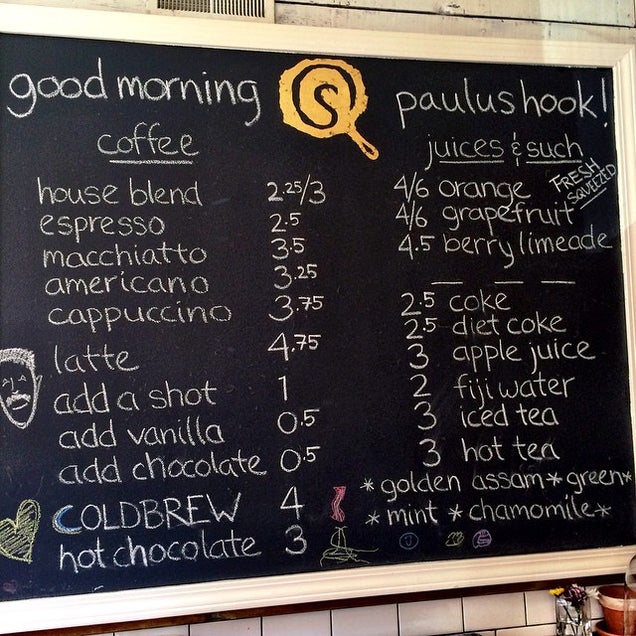 good morning S paulus hook!
coffee
house blend 2.25/3
espresso 2.5
macchiatto 3.5
americano 3.25
cappuccino 3.75
latte 4.75
add a shot 1
add vanilla 0.5
add chocolate 0.5
COLDBREW 4
hot chocolate 3
juices & such
4/6 orange
4/6 grapefruit
FRESH
SQUEEZED
4.5 berry limeade
2.5 coke
2.5 diet coke
3 apple juice
2 fiji water
3 iced tea
3 hot tea
* golden assam * green *
* mint * chamomile *